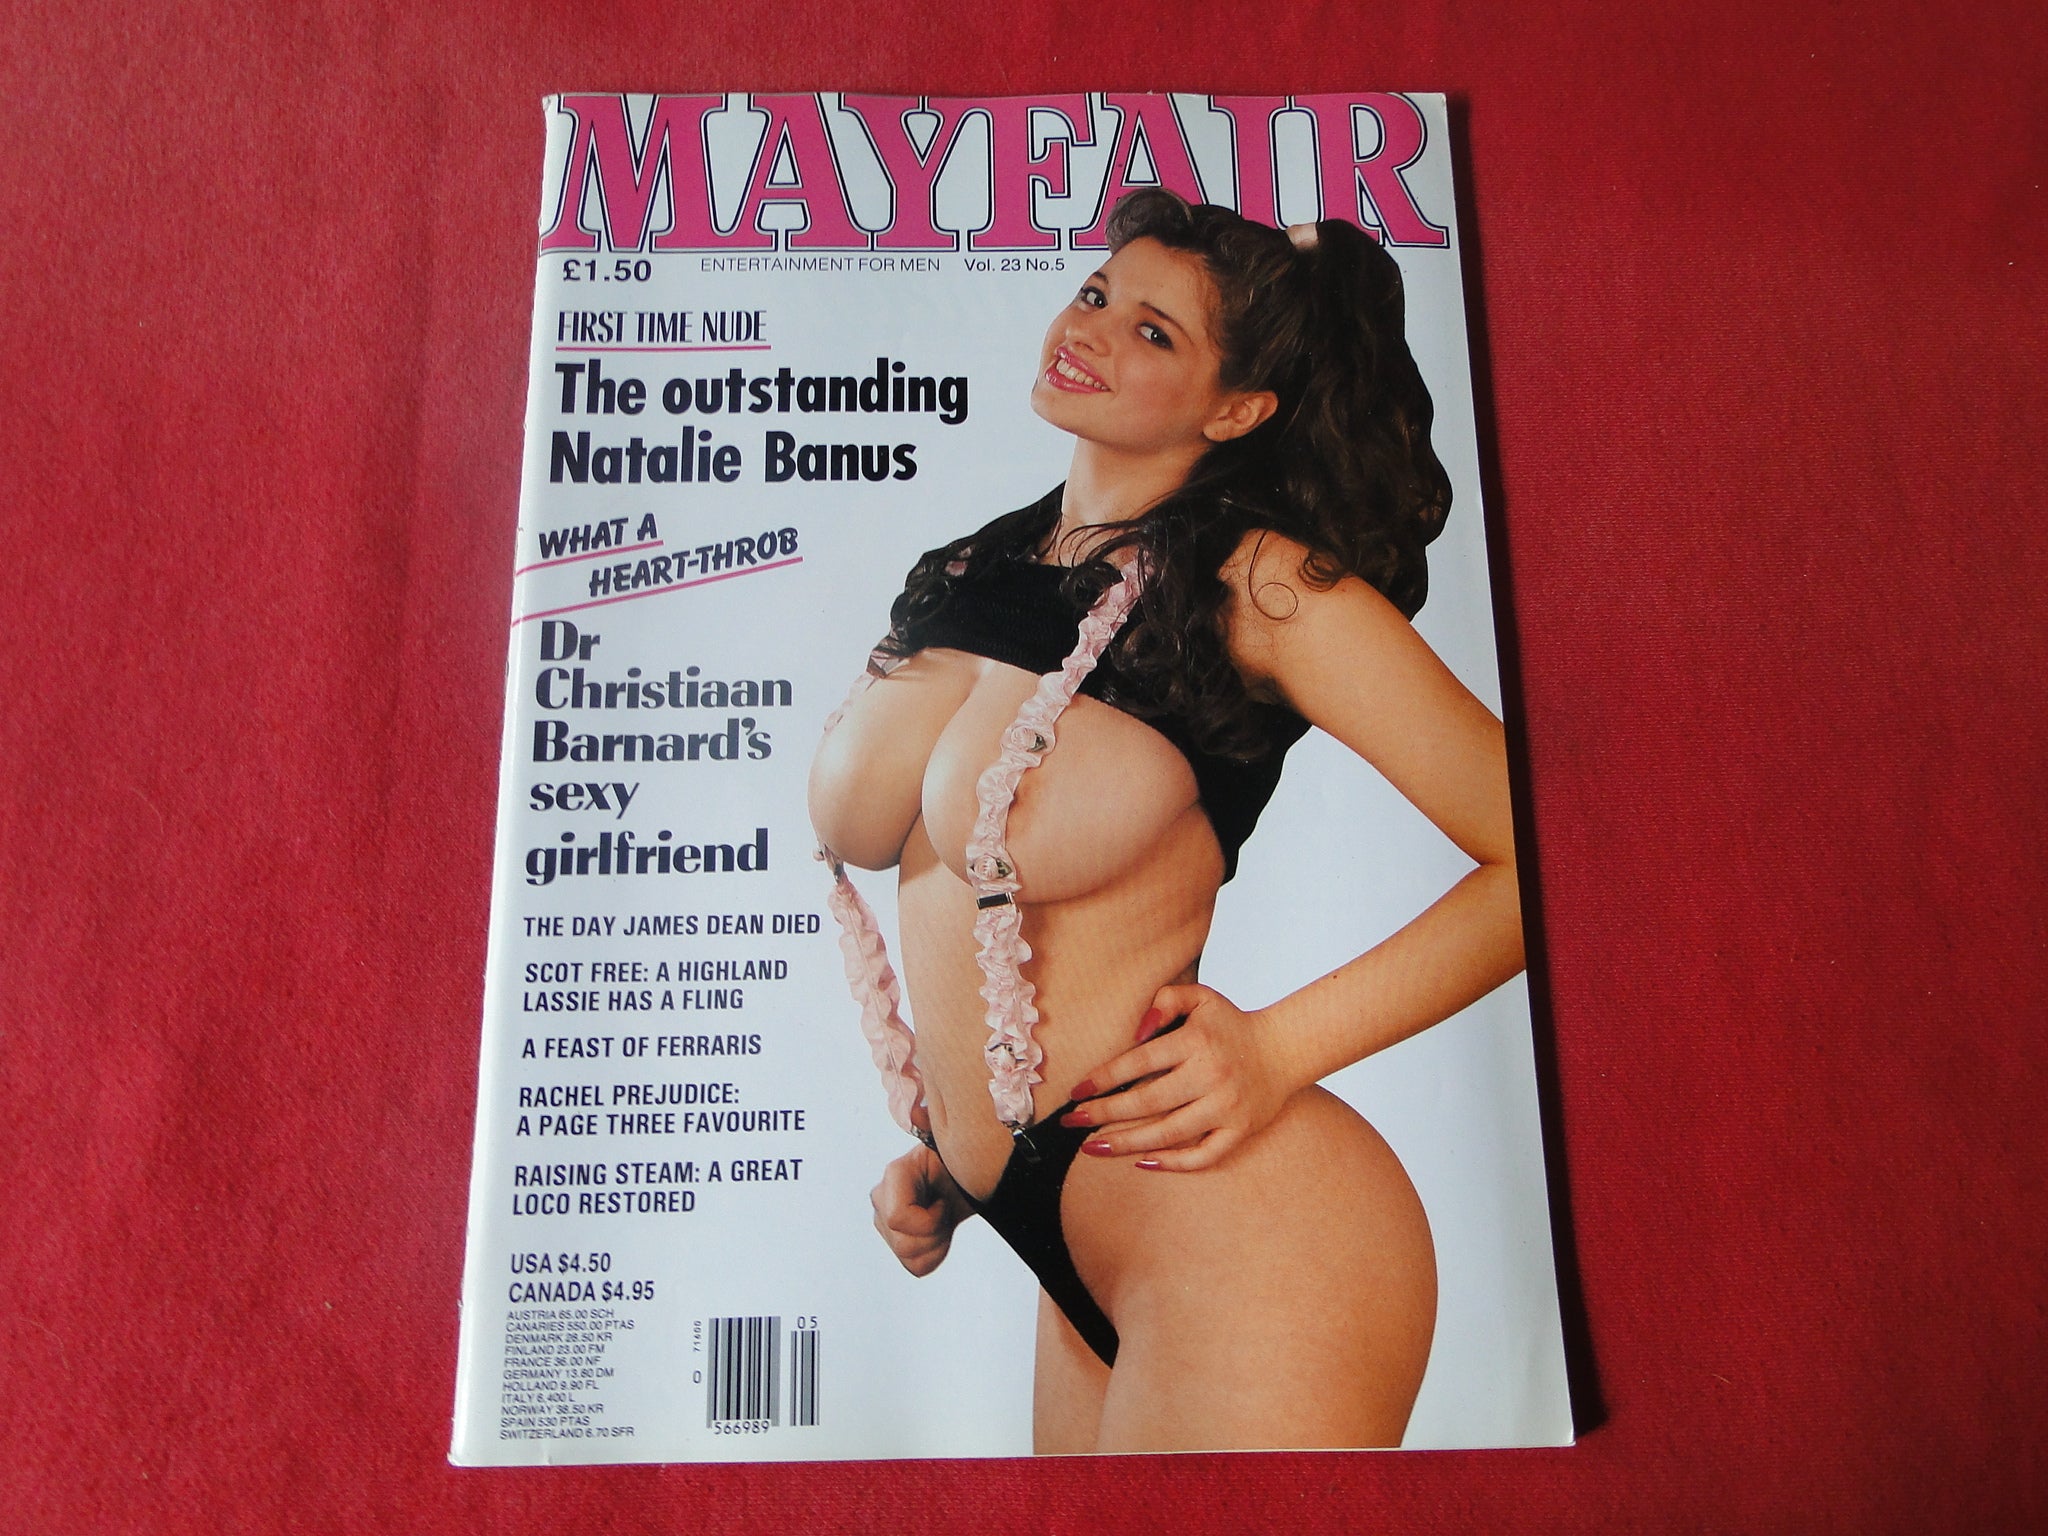 MAYFAIR
£1.50
ENTERTAINMENT FOR MEN Vol. 23 No.5
FIRST TIME NUDE
The outstanding
Natalie Banus
WHAT A
HEART-THROB
Dr
Christiaan
Barnard's
sexy
girlfriend
THE DAY JAMES DEAN DIED
SCOT FREE: A HIGHLAND
LASSIE HAS A FLING
A FEAST OF FERRARIS
RACHEL PREJUDICE:
A PAGE THREE FAVOURITE
RAISING STEAM: A GREAT
LOCO RESTORED
USA $4.50
CANADA $4.95
AUSTRIA 65.00 SCH
CANARIES 550.00 PTAS
DENMARK 28.50 KR
FINLAND 23.00 FM
FRANCE 36.00 NF
GERMANY 13.60 DM
HOLLAND 9.90 FL
ITALY 6,400 L
NORWAY 38.50 KR
SPAIN 530 PTAS
SWITZERLAND 6.70 SFR
0
566989
05